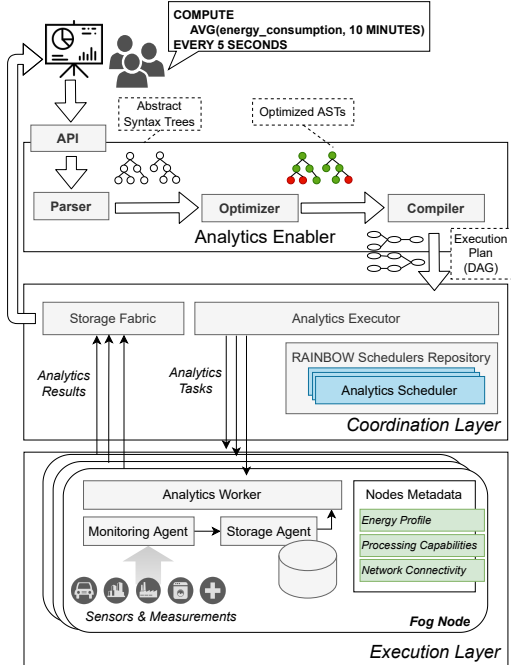 COMPUTE
AVG(energy_consumption, 10 MINUTES)
EVERY 5 SECONDS
Abstract
Syntax Trees
Optimized ASTs
API
Parser
Optimizer
Compiler
Analytics Enabler
Execution
Plan
(DAG)
Storage Fabric
Analytics Executor
RAINBOW Schedulers Repository
Analytics Scheduler
Analytics
Results
Analytics
Tasks
Coordination Layer
Analytics Worker
Monitoring Agent
Storage Agent
Nodes Metadata
Energy Profile
Processing Capabilities
Network Connectivity
Sensors & Measurements
Fog Node
Execution Layer